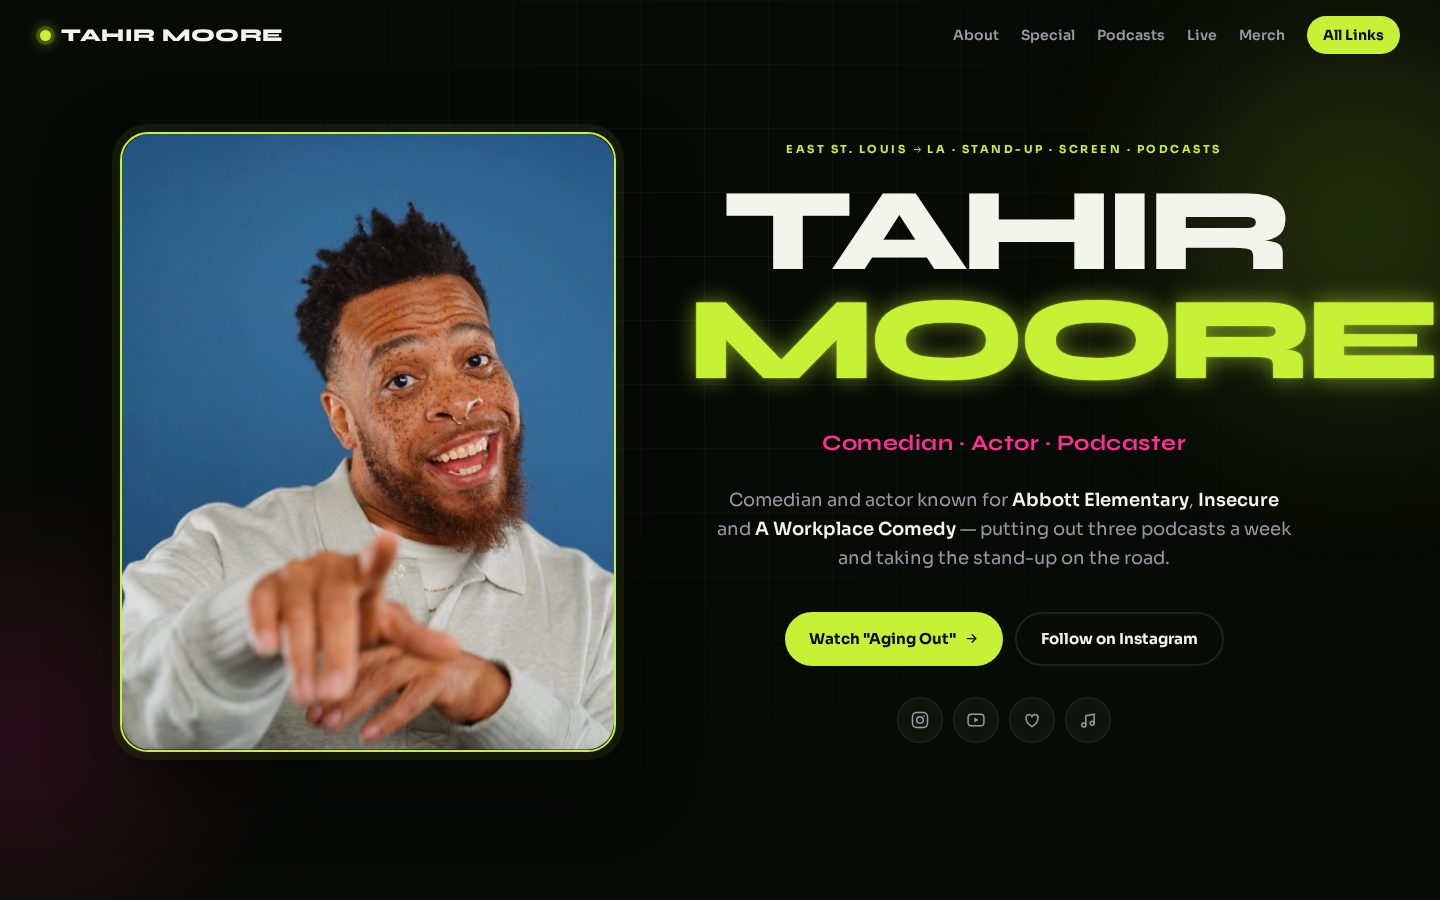 TAHIR MOORE
About Special Podcasts Live Merch All Links
EAST ST. LOUIS → LA · STAND-UP · SCREEN · PODCASTS
TAHIR
MOORE
Comedian · Actor · Podcaster
Comedian and actor known for Abbott Elementary, Insecure
and A Workplace Comedy — putting out three podcasts a week
and taking the stand-up on the road.
Watch "Aging Out" →
Follow on Instagram